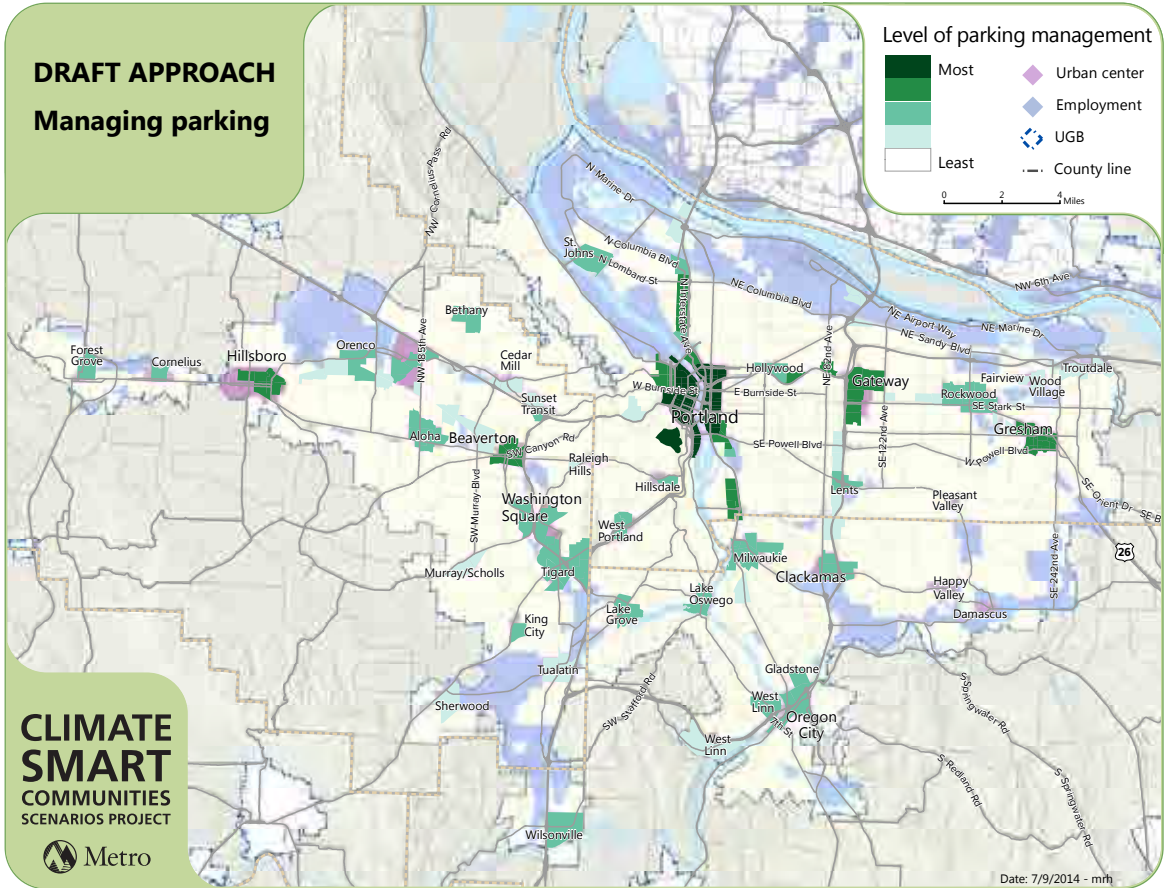 DRAFT APPROACH
Managing parking
Level of parking management
Most
Least
Urban center
Employment
UGB
County line
0 2 4 Miles
NW Cornelius Pass Rd
N Marine Dr
St. Johns
N Columbia Blvd
N Lombard St
N Interstate Ave
NE Columbia Blvd
NW 6th Ave
NE Airport Way
NE Marine Dr
NE Sandy Blvd
NE 82nd Ave
Bethany
NW 185th Ave
Forest
Grove
Cornelius
Hillsboro
Orenco
Cedar
Mill
Hollywood
Gateway
Troutdale
Fairview
Wood
Village
Rockwood
SE Stark St
W Burnside St
E Burnside St
Sunset
Transit
Portland
Aloha
Beaverton
SW Canyon Rd
SE Powell Blvd
SE 122nd Ave
Gresham
W Powell Blvd
Raleigh
Hills
Hillsdale
Lents
SW Murray Blvd
Washington
Square
West
Portland
Pleasant
Valley
SE Orient Dr
SE B
26
Murray/Scholls
Tigard
Milwaukie
Clackamas
SE 242nd Ave
Happy
Valley
Damascus
Lake
Oswego
Lake
Grove
King
City
Tualatin
Gladstone
Sherwood
SW Stafford Rd
West
Linn
Oregon
City
7th St
West
Linn
S Springwater Rd
S Redland Rd
S Springwater Rd
Wilsonville
CLIMATE
SMART
COMMUNITIES
SCENARIOS PROJECT
Metro
Date: 7/9/2014 - mrh